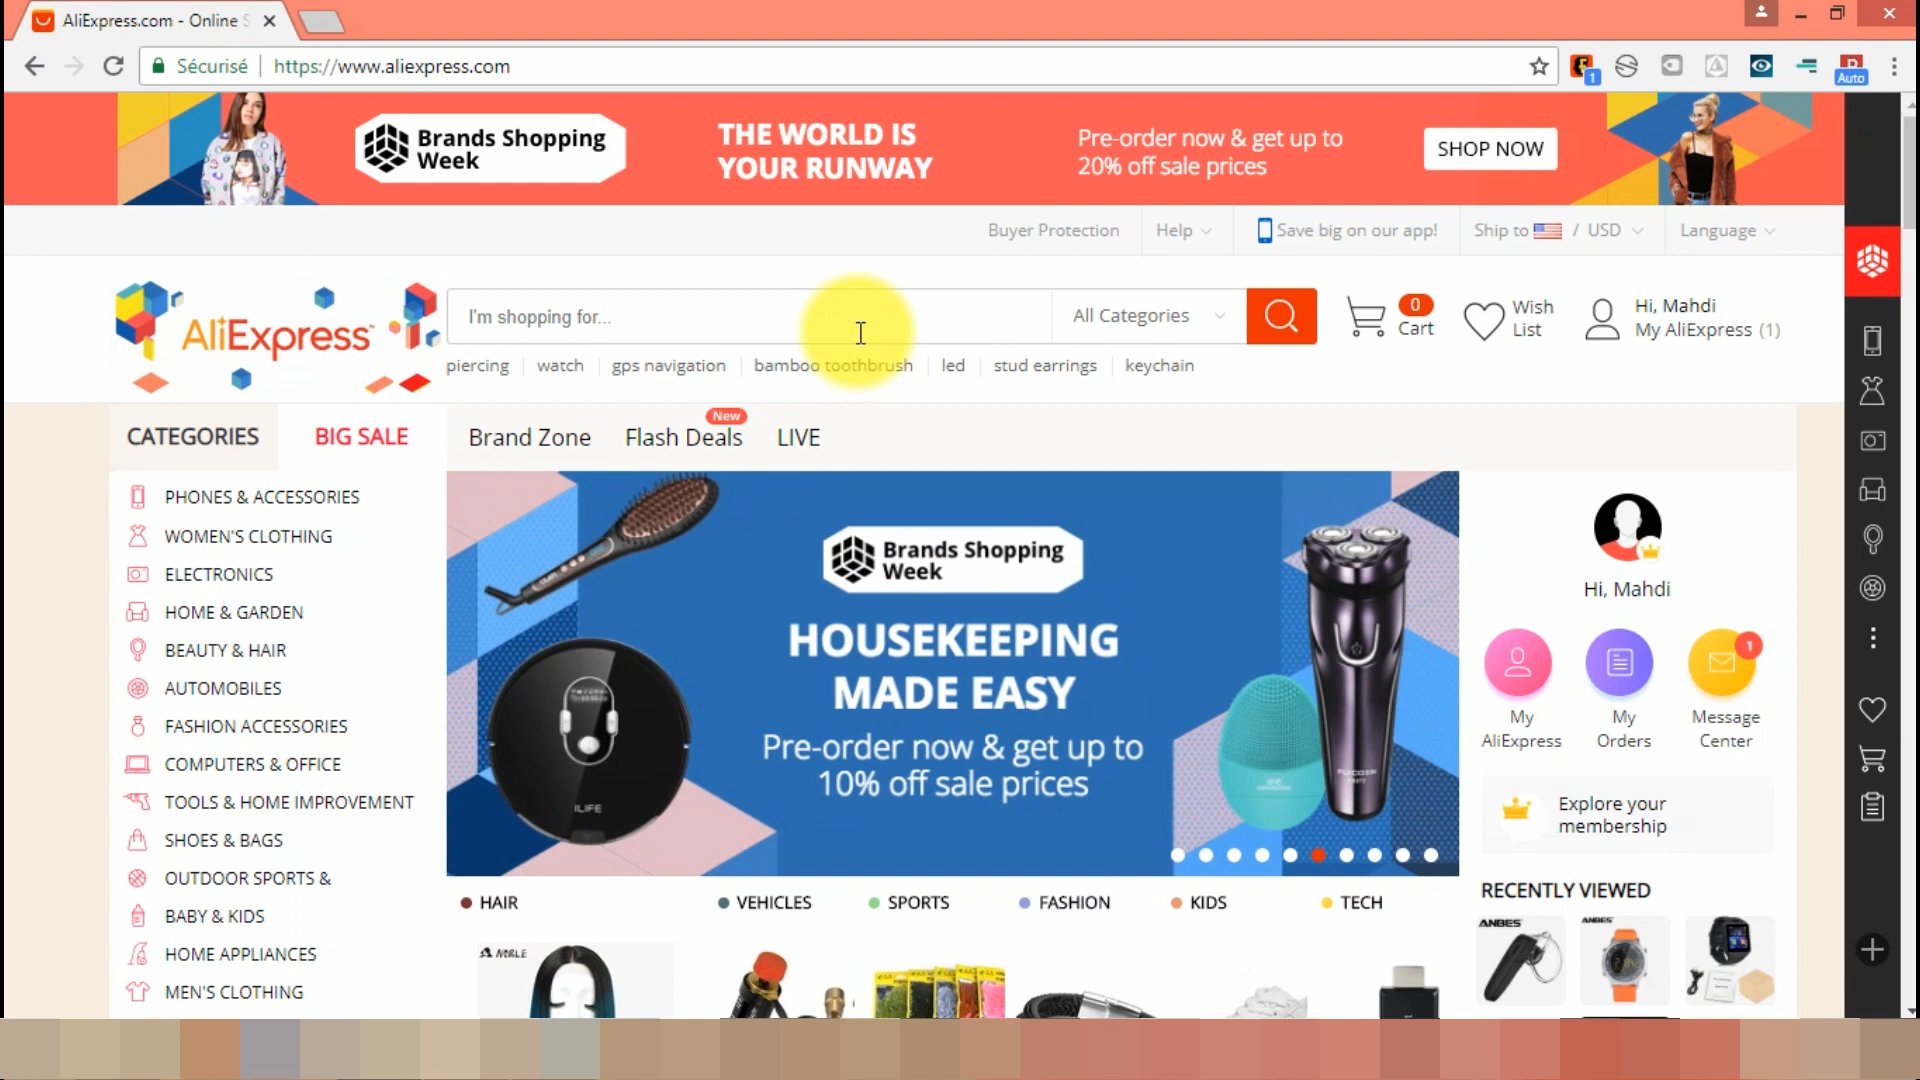 AliExpress.com - Online S
Sécurisé
https://www.aliexpress.com
1
Auto
Brands Shopping
Week
THE WORLD IS
YOUR RUNWAY
Pre-order now & get up to
20% off sale prices
SHOP NOW
Buyer Protection
Help
Save big on our app!
Ship to / USD
Language
AliExpress
I'm shopping for...
All Categories
0
Cart
Wish
List
Hi, Mahdi
My AliExpress (1)
piercing
watch
gps navigation
bamboo toothbrush
led
stud earrings
keychain
CATEGORIES
BIG SALE
Brand Zone
Flash Deals
New
LIVE
PHONES & ACCESSORIES
WOMEN'S CLOTHING
ELECTRONICS
HOME & GARDEN
BEAUTY & HAIR
AUTOMOBILES
FASHION ACCESSORIES
COMPUTERS & OFFICE
TOOLS & HOME IMPROVEMENT
SHOES & BAGS
OUTDOOR SPORTS &
BABY & KIDS
HOME APPLIANCES
MEN'S CLOTHING
Brands Shopping
Week
HOUSEKEEPING
MADE EASY
Pre-order now & get up to
10% off sale prices
ILIFE
Hi, Mahdi
My
AliExpress
My
Orders
1
Message
Center
Explore your
membership
RECENTLY VIEWED
ANBES
ANBES
HAIR
VEHICLES
SPORTS
FASHION
KIDS
TECH
NOBLE